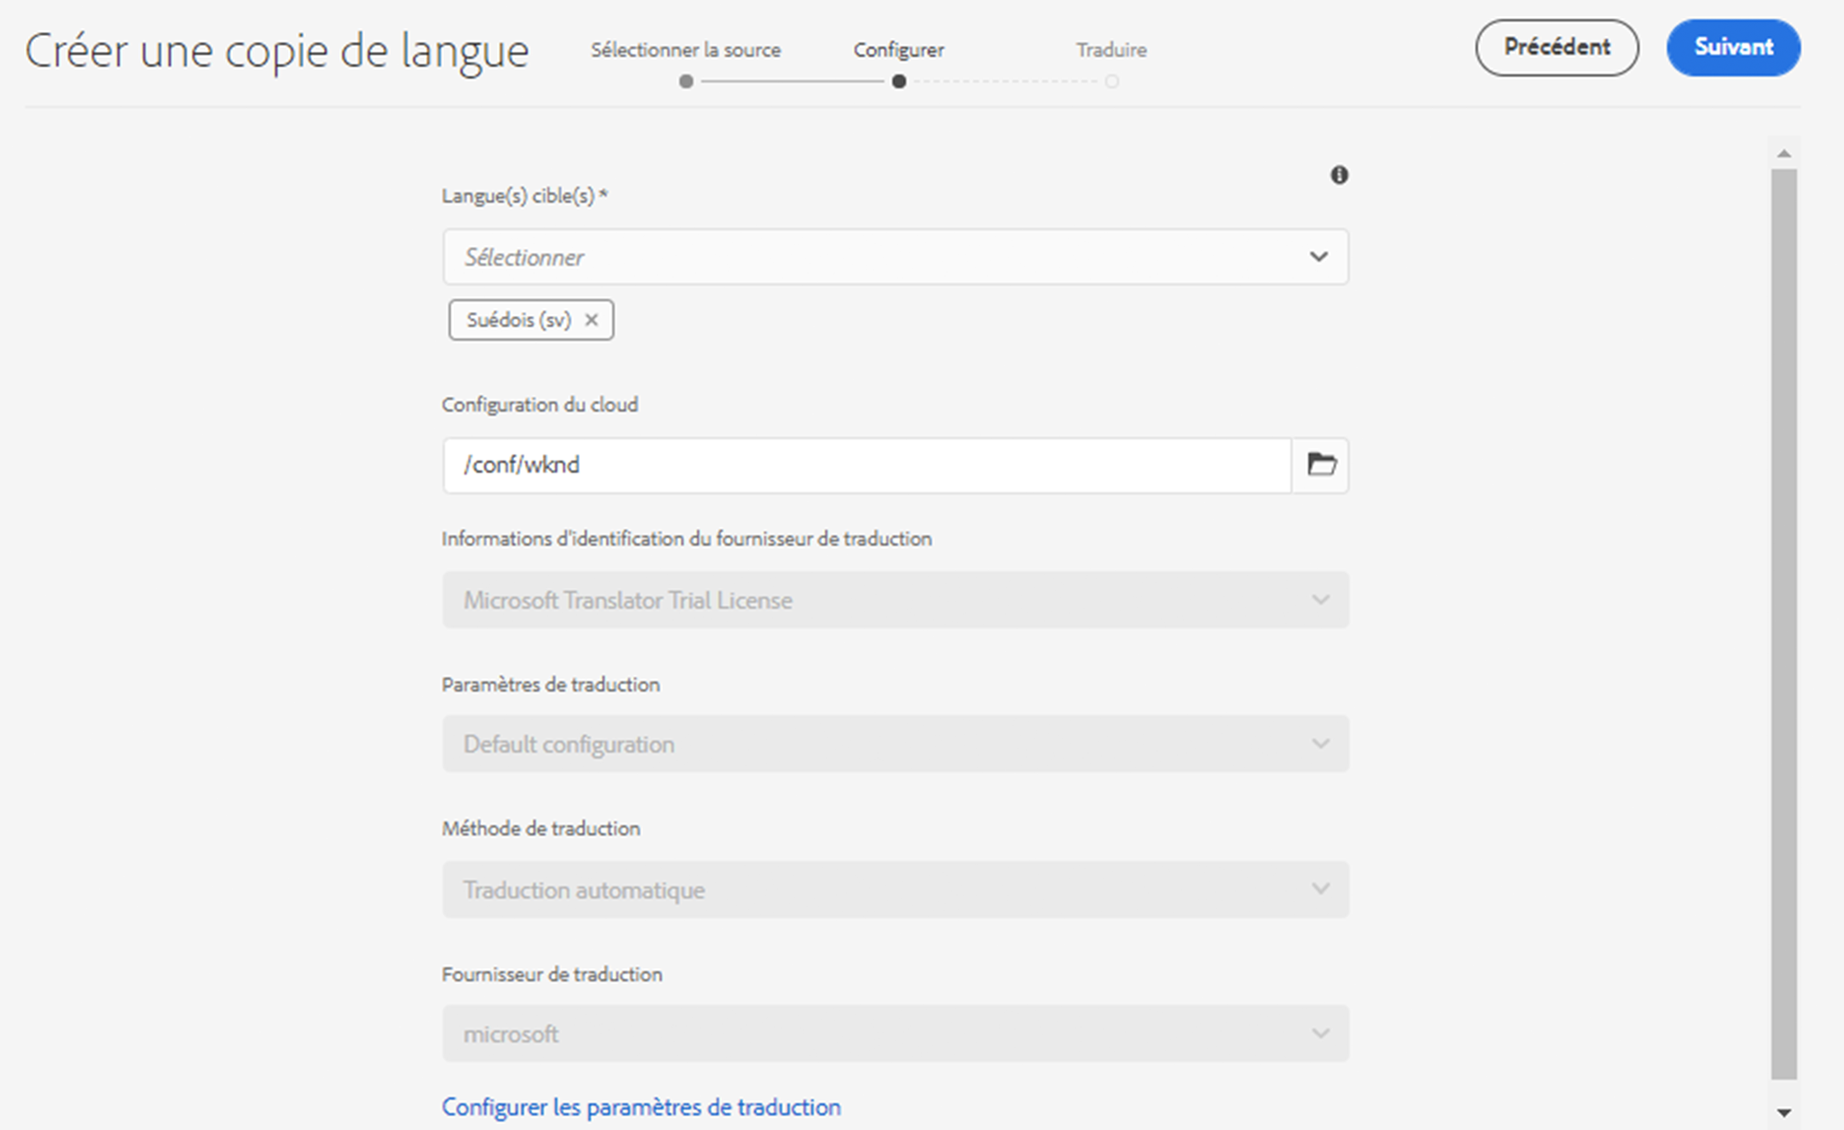 Créer une copie de langue
Sélectionner la source
Configurer
Traduire
Précédent
Suivant
Langue(s) cible(s) *
Sélectionner
Suédois (sv) ×
Configuration du cloud
/conf/wknd
Informations d'identification du fournisseur de traduction
Microsoft Translator Trial License
Paramètres de traduction
Default configuration
Méthode de traduction
Traduction automatique
Fournisseur de traduction
microsoft
Configurer les paramètres de traduction